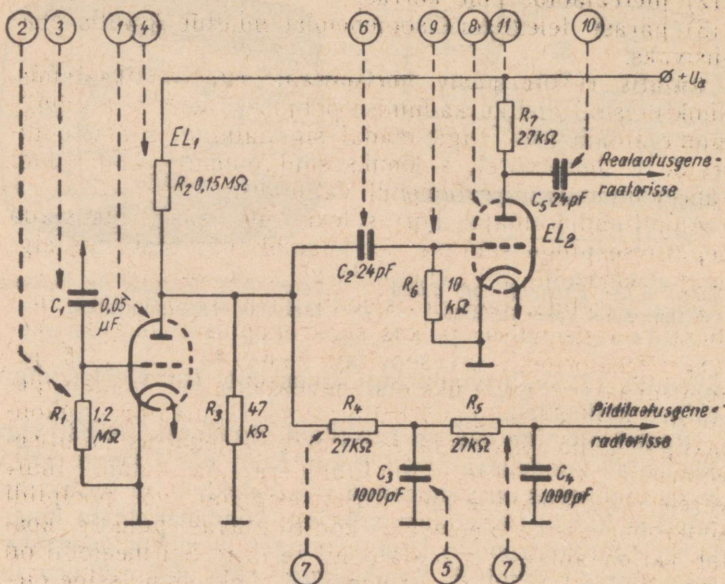 2 3 1 4 6 9 8 11 10
Ø + Uₐ
EL₁
R₂ 0,15MΩ
R₇
27kΩ
Realaotusgene-
raatorisse
C₅ 24pF
EL₂
C₂ 24pF
R₆ 10
kΩ
C₁ 0,05
µF
R₁ 1,2
MΩ
R₃ 47
kΩ
R₄
27kΩ
R₅
27kΩ
Pildilaotusgene-
raatorisse
C₃
1000pF
C₄
1000pF
7 5 7